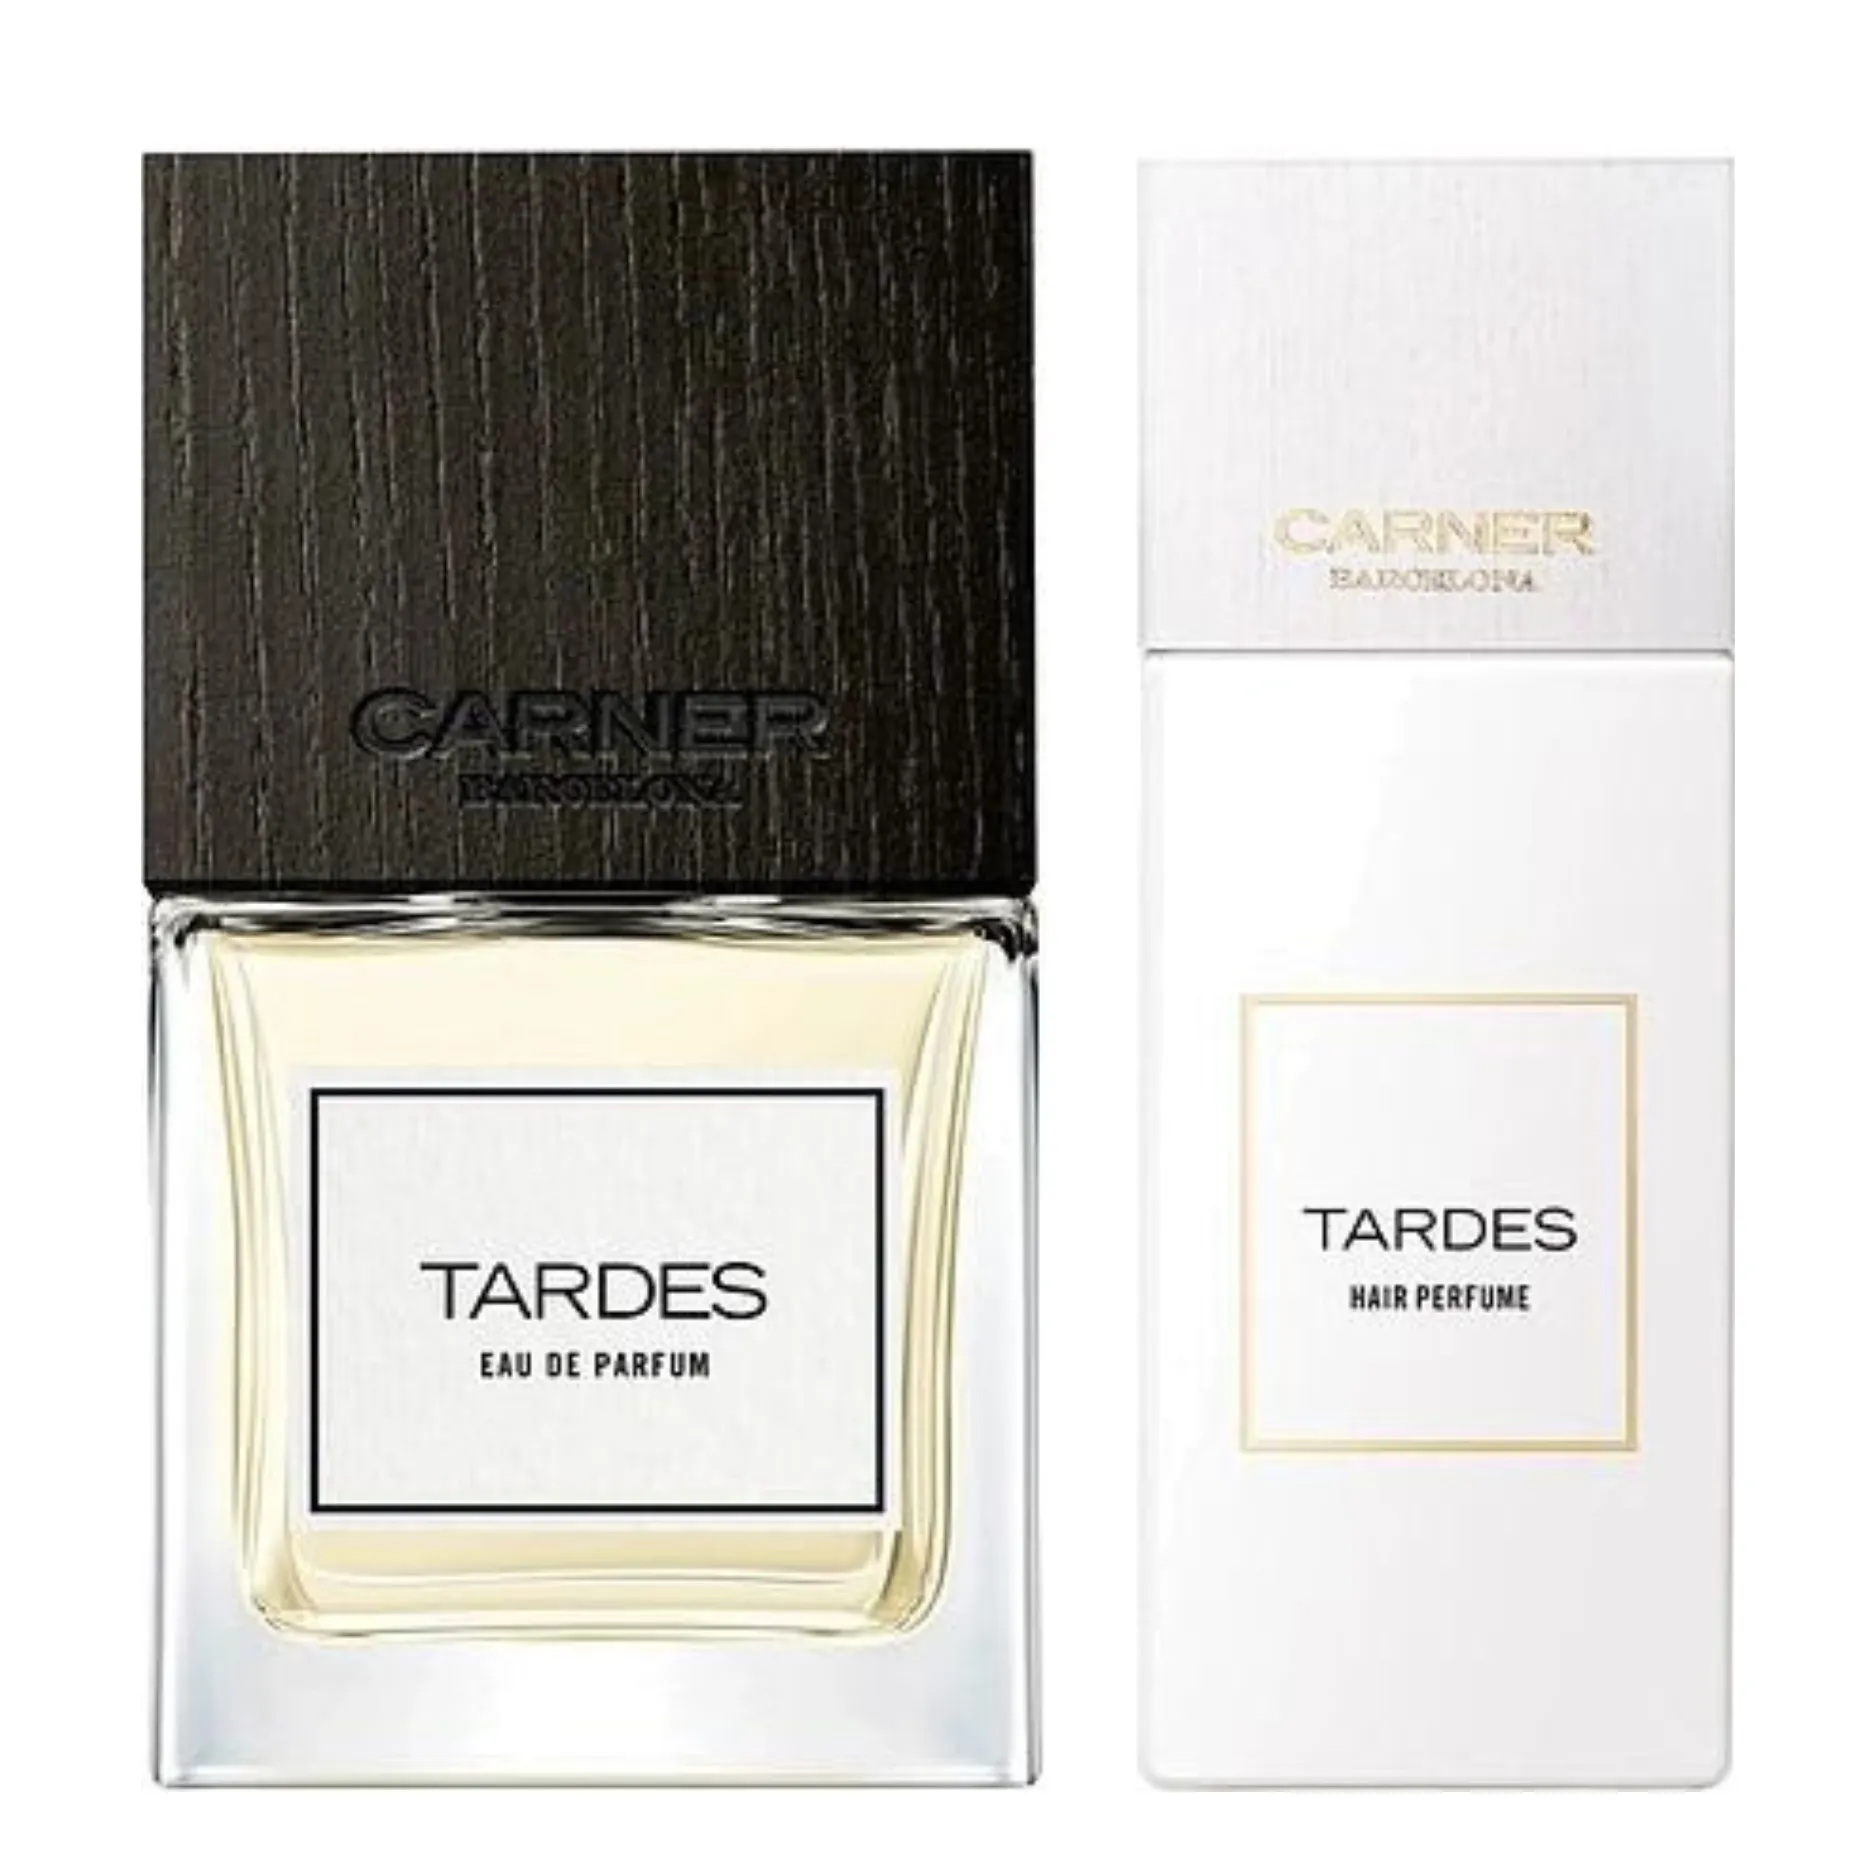 CARNER
BARCELONA
TARDES
EAU DE PARFUM
CARNER
BARCELONA
TARDES
HAIR PERFUME